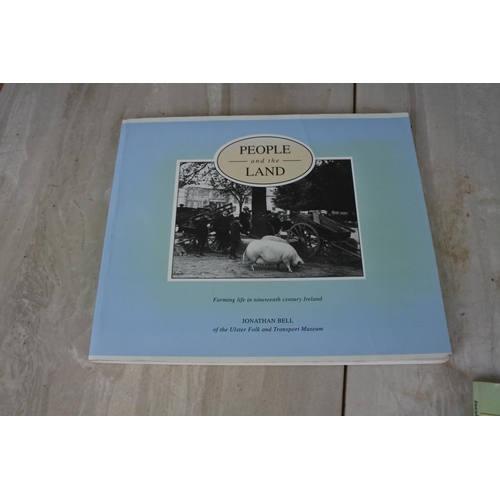 PEOPLE
and the
LAND
Farming life in nineteenth century Ireland
JONATHAN BELL
of the Ulster Folk and Transport Museum